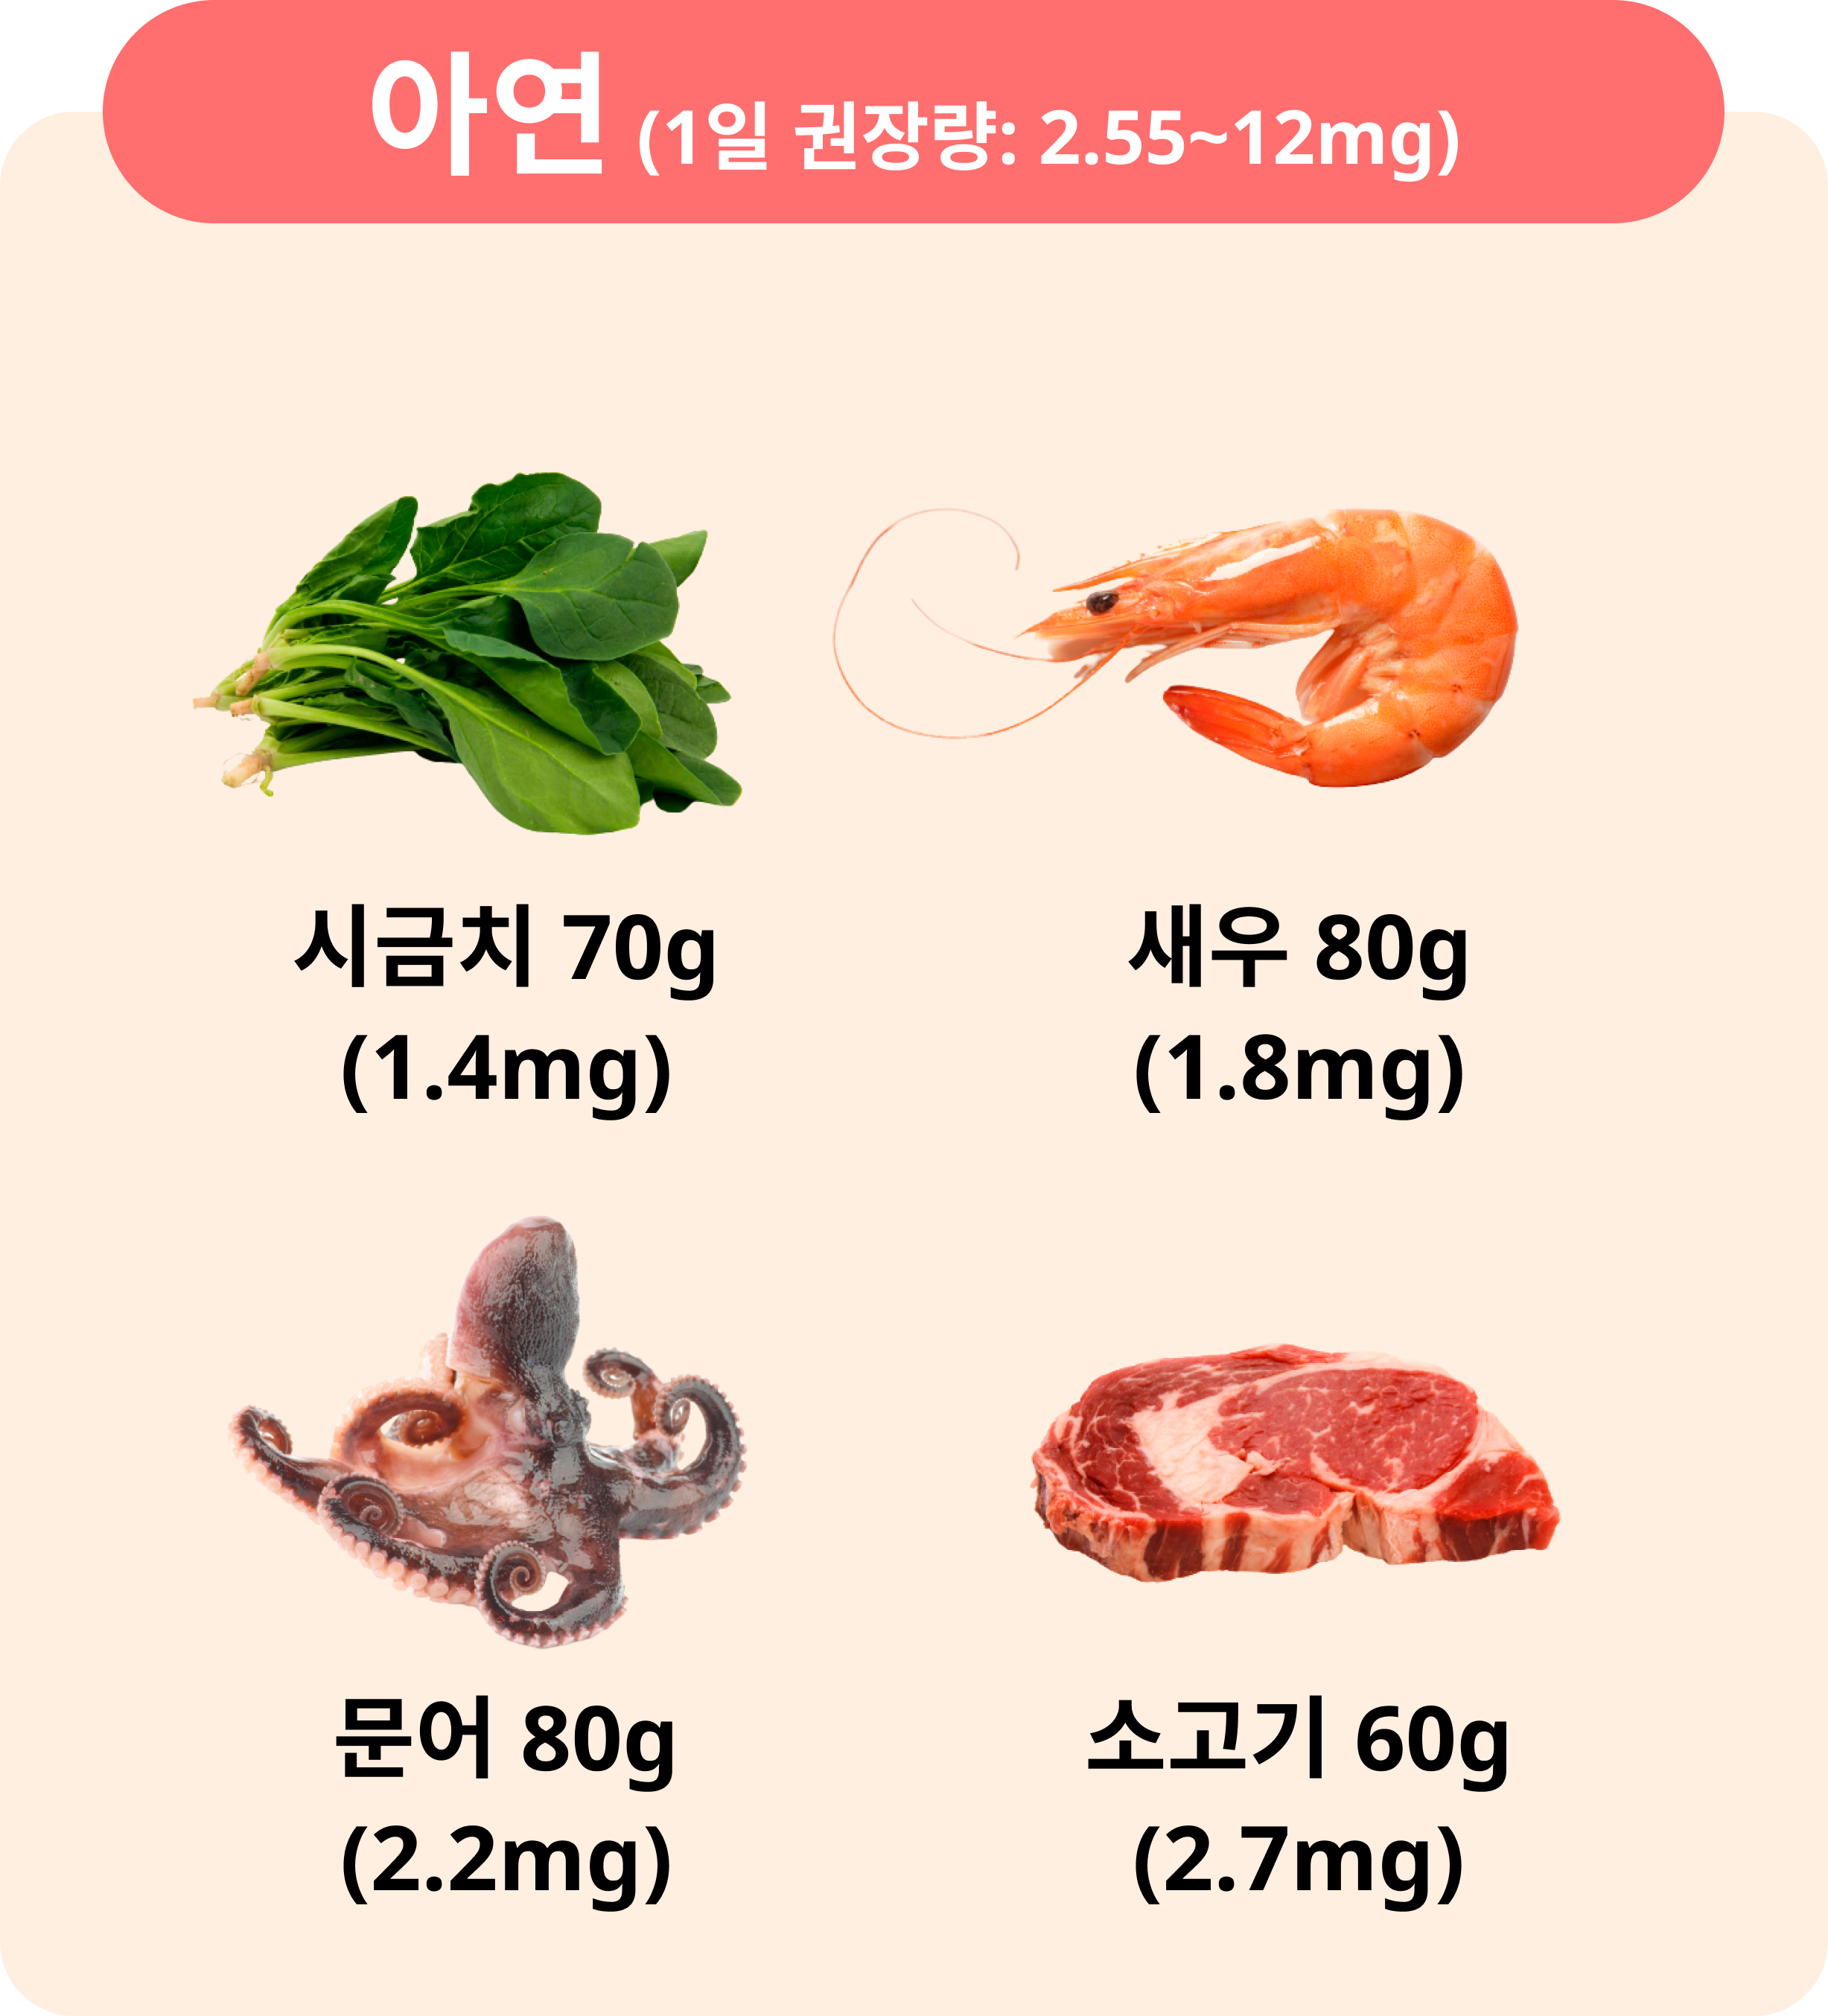 아연 (1일 권장량: 2.55~12mg)
시금치 70g
(1.4mg)
새우 80g
(1.8mg)
문어 80g
(2.2mg)
소고기 60g
(2.7mg)